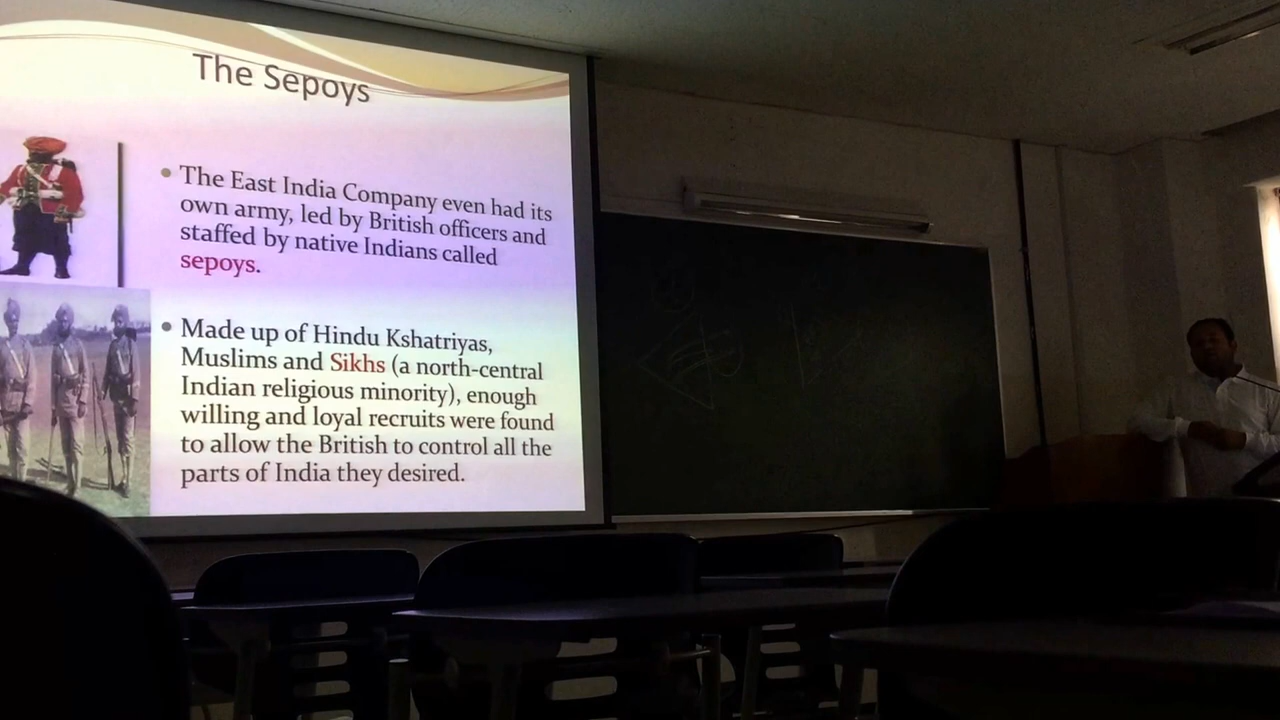 The Sepoys
The East India Company even had its
own army, led by British officers and
staffed by native Indians called
sepoys.
Made up of Hindu Kshatriyas,
Muslims and Sikhs (a north-central
Indian religious minority), enough
willing and loyal recruits were found
to allow the British to control all the
parts of India they desired.